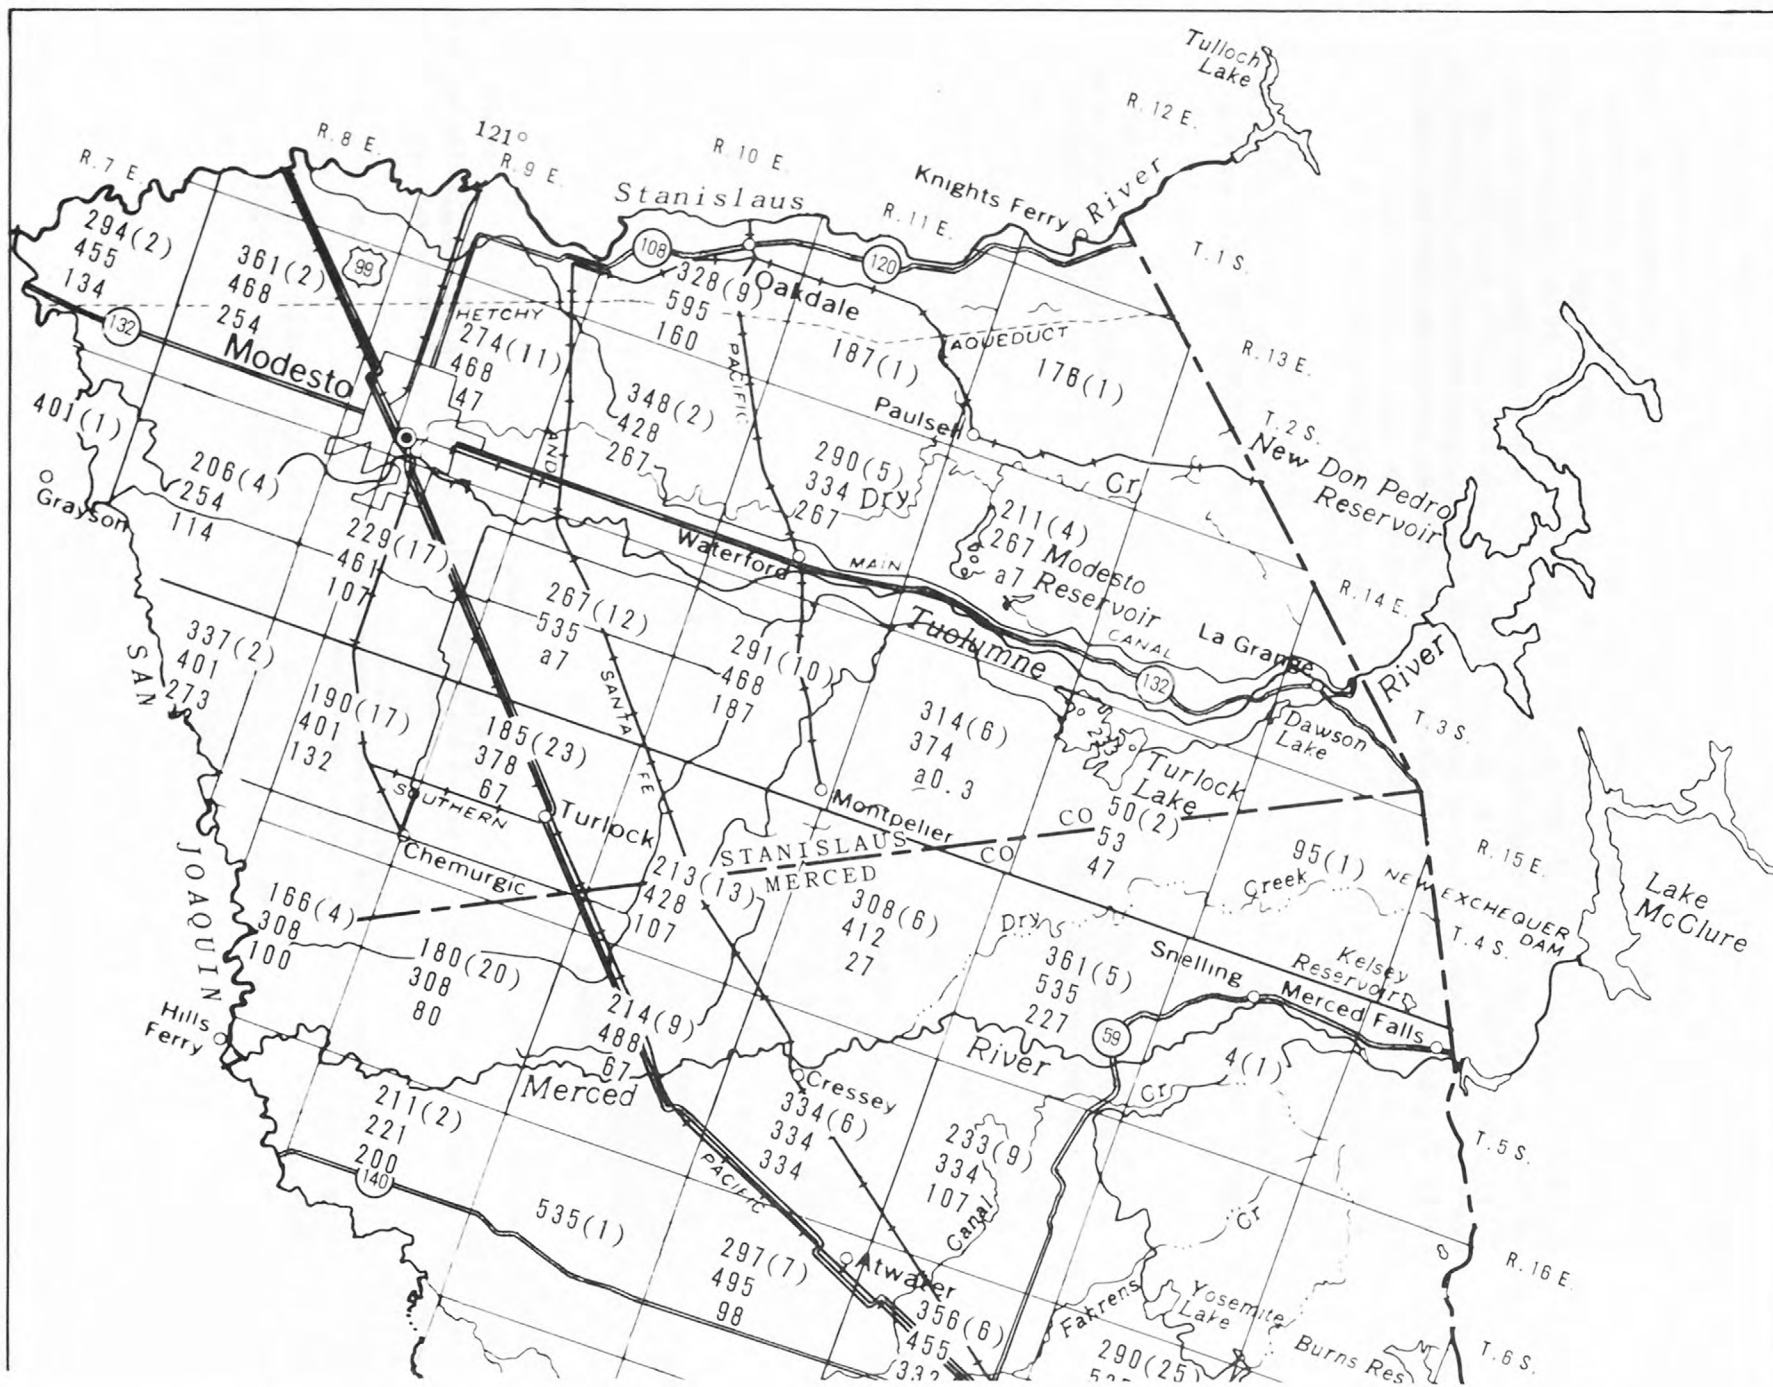 Tulloch
Lake
R. 12 E.
R. 7 E.
R. 8 E.
121°
R. 9 E.
R. 10 E.
Stanislaus
R. 11 E.
Knights Ferry
River
T. 1 S.
294(2)
455
134
361(2)
468
254
99
108
120
Oakdale
328(9)
595
160
132
Modesto
HETCHY
274(11)
468
47
AQUEDUCT
187(1)
176(1)
R. 13 E.
PACIFIC
348(2)
428
267
Paulsell
T. 2 S.
New Don Pedro
Reservoir
401(1)
Grayson
206(4)
254
114
AND
290(5)
334
267
Dry
Cr
211(4)
267
a7
Modesto
Reservoir
229(17)
461
107
Waterford
MAIN
CANAL
R. 14 E.
267(12)
535
a7
Tuolumne
La Grange
River
132
337(2)
401
273
SAN
291(10)
468
187
SANTA
FE
190(17)
401
132
185(23)
378
67
314(6)
374
a0.3
Dawson
Lake
T. 3 S.
Turlock
Lake
SOUTHERN
Turlock
Montpelier
50(2)
53
47
CO
STANISLAUS
MERCED
CO
95(1)
R. 15 E.
Chemurgic
213(13)
428
107
JOAQUIN
Creek
NEW EXCHEQUER
DAM
Lake
McClure
166(4)
308
100
308(6)
412
27
Dry
T. 4 S.
180(20)
308
80
361(5)
535
227
Snelling
Kelsey
Reservoir
Merced Falls
Hills
Ferry
214(9)
488
67
59
River
4(1)
Merced
Cressey
334(6)
334
334
Cr
211(2)
221
200
140
233(9)
334
107
T. 5 S.
PACIFIC
Canal
Cr
535(1)
297(7)
495
98
Atwater
R. 16 E.
356(6)
455
332
Fahrens
Yosemite
Lake
290(25)
Burns Res
T. 6 S.